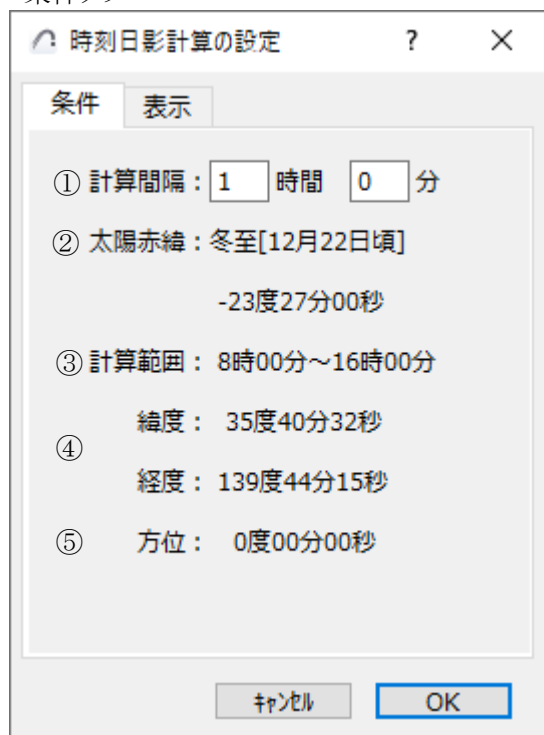 時刻日影計算の設定 ? ×
条件 表示
① 計算間隔： 1 時間 0 分
② 太陽赤緯：冬至[12月22日頃]
-23度27分00秒
③ 計算範囲： 8時00分～16時00分
緯度： 35度40分32秒
④
経度： 139度44分15秒
⑤ 方位： 0度00分00秒
ｷｬﾝｾﾙ OK